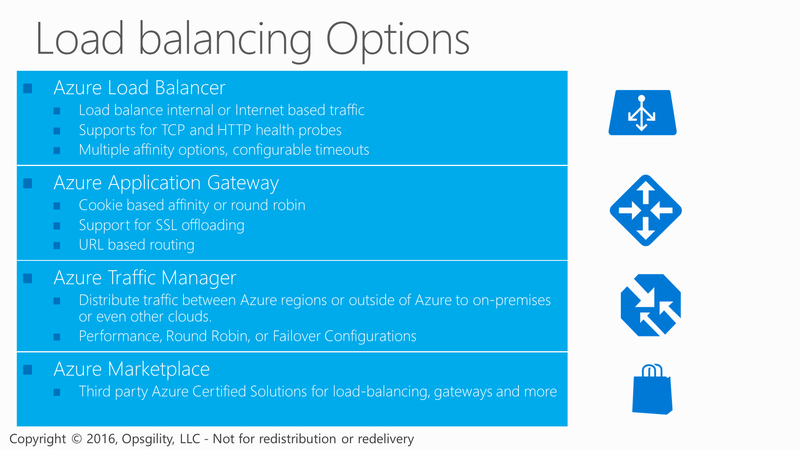 Load balancing Options
Azure Load Balancer
Load balance internal or Internet based traffic
Supports for TCP and HTTP health probes
Multiple affinity options, configurable timeouts
Azure Application Gateway
Cookie based affinity or round robin
Support for SSL offloading
URL based routing
Azure Traffic Manager
Distribute traffic between Azure regions or outside of Azure to on-premises
or even other clouds.
Performance, Round Robin, or Failover Configurations
Azure Marketplace
Third party Azure Certified Solutions for load-balancing, gateways and more
Copyright © 2016, Opsgility, LLC - Not for redistribution or redelivery